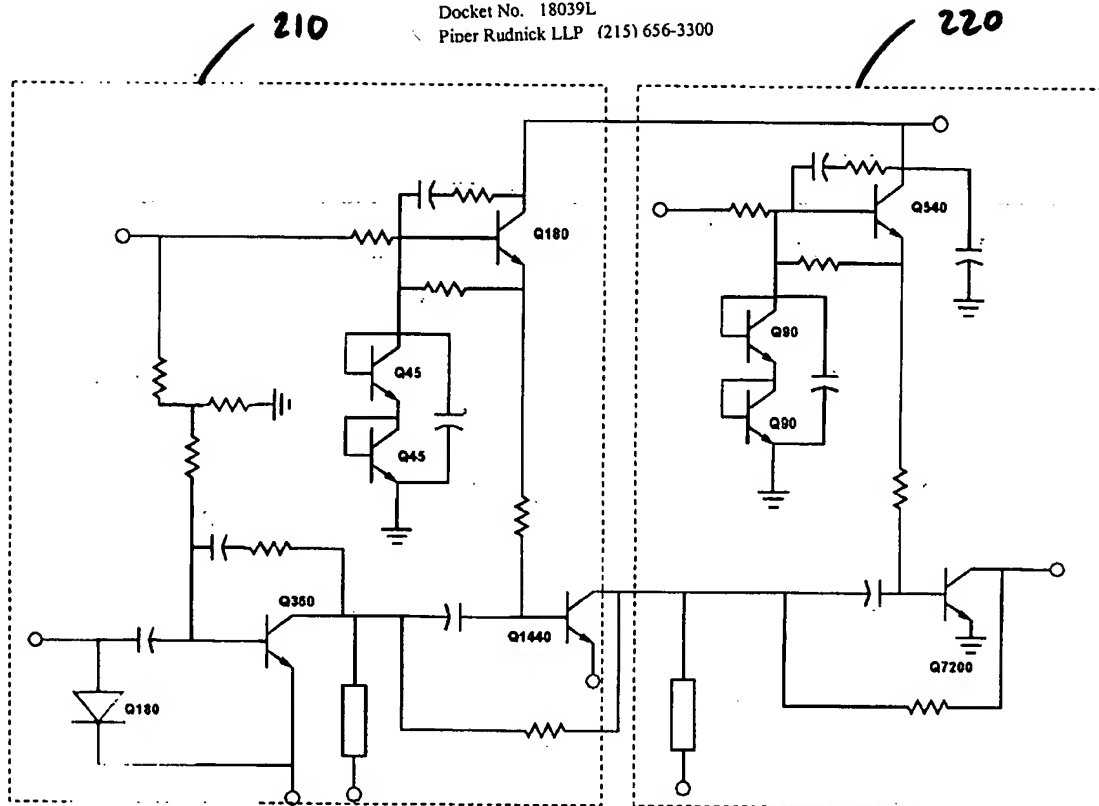 Docket No. 18039L
Piper Rudnick LLP (215) 656-3300
210
220
Q180
Q540
Q45
Q45
Q90
Q90
Q350
Q1440
Q7200
Q180